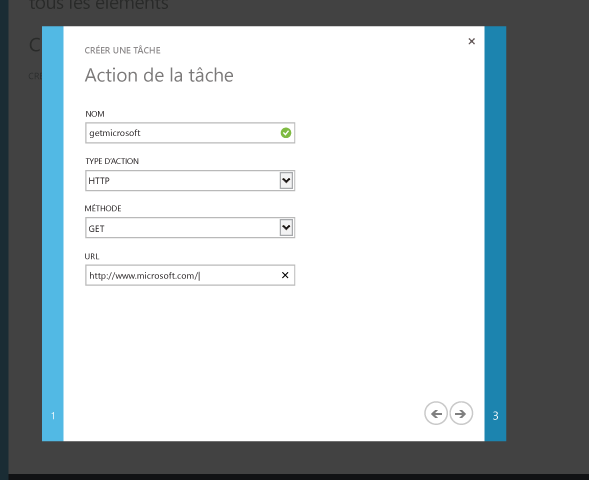 tous les éléments
C
CRÉ
CRÉER UNE TÂCHE
Action de la tâche
NOM
getmicrosoft
TYPE D'ACTION
HTTP
MÉTHODE
GET
URL
http://www.microsoft.com/
1
3